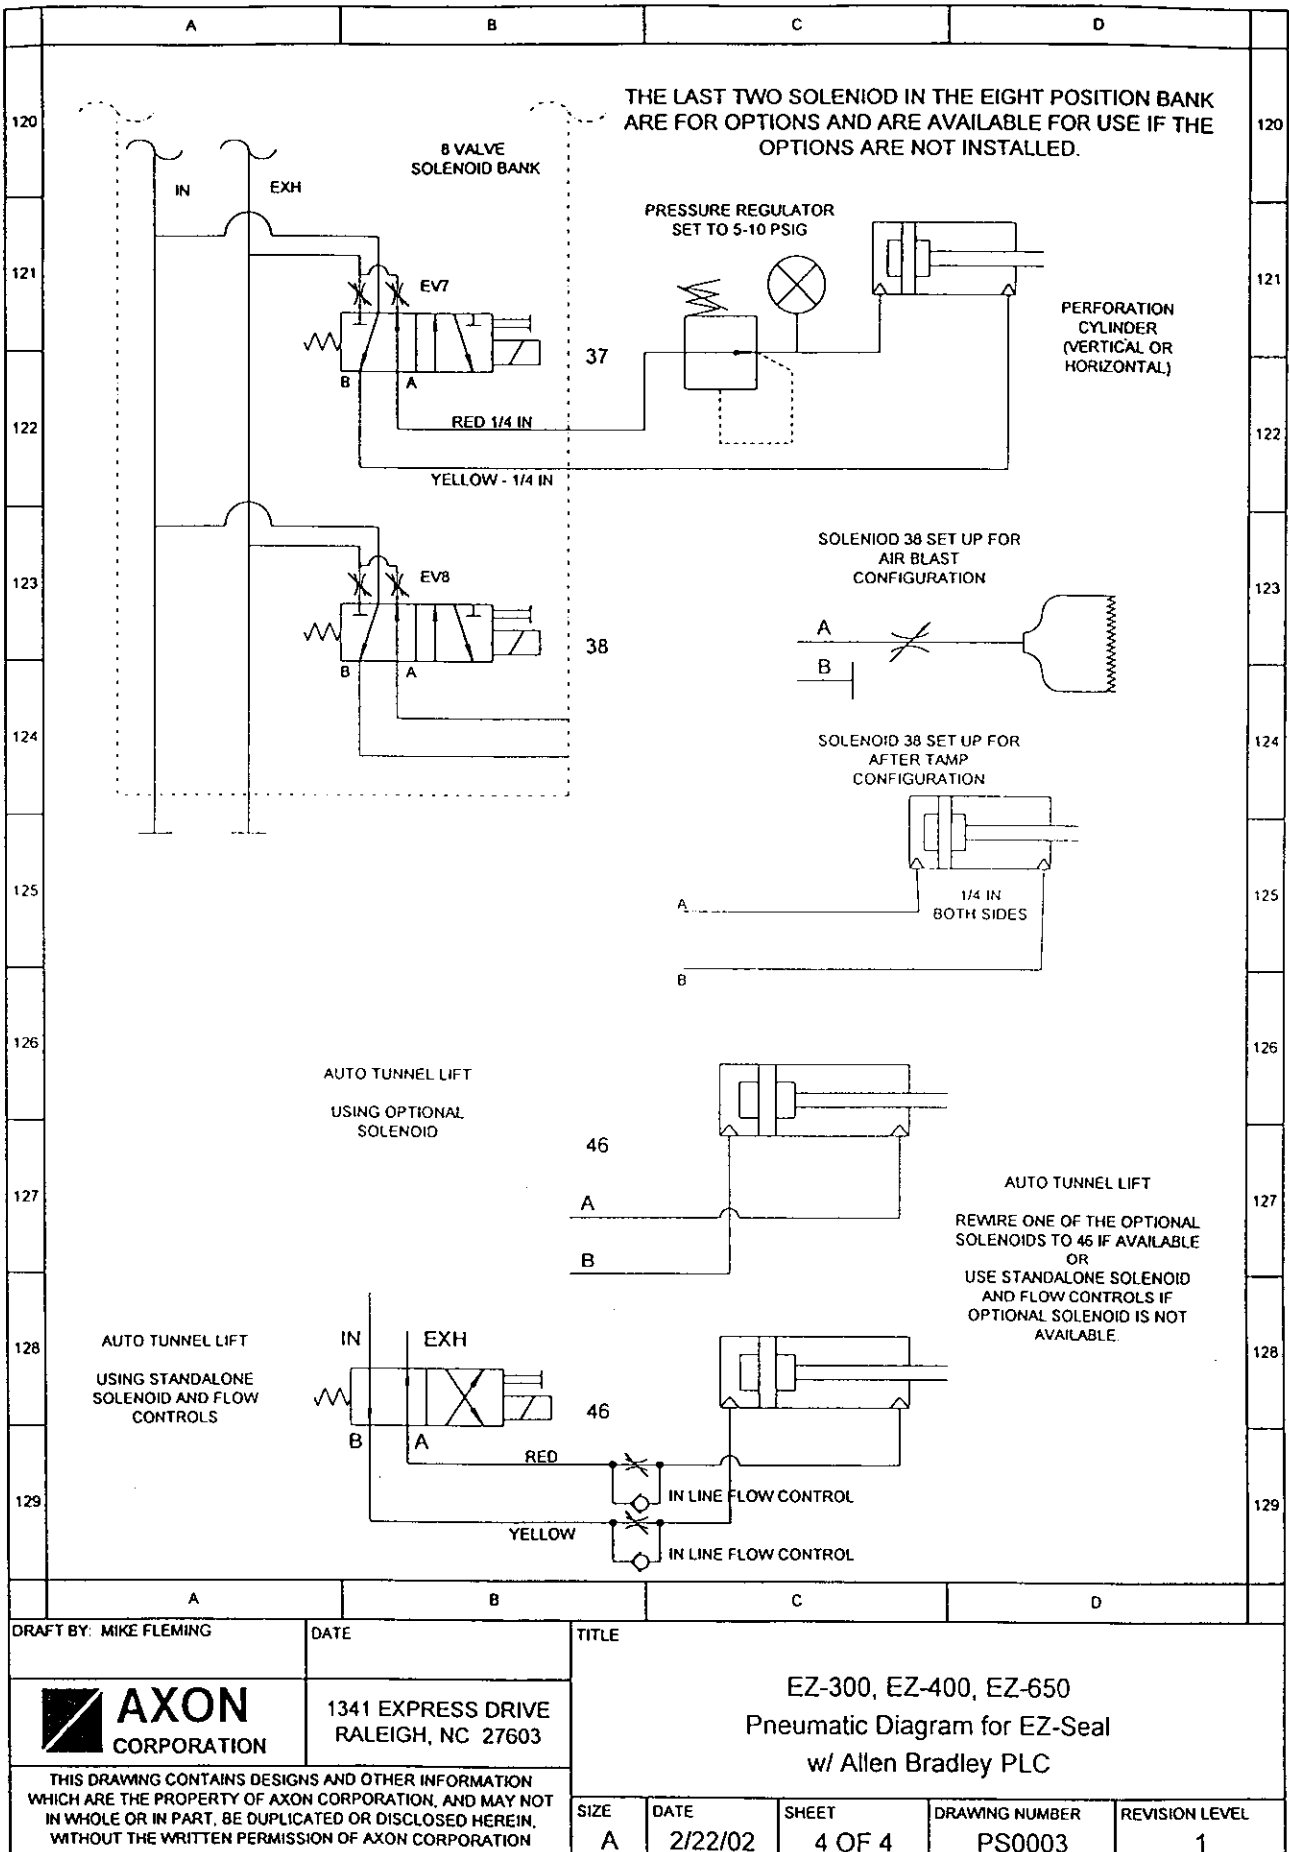 A B C D
120 120
THE LAST TWO SOLENIOD IN THE EIGHT POSITION BANK
ARE FOR OPTIONS AND ARE AVAILABLE FOR USE IF THE
OPTIONS ARE NOT INSTALLED.
8 VALVE
SOLENOID BANK
IN EXH
PRESSURE REGULATOR
SET TO 5-10 PSIG
121 121
EV7
37
B A
PERFORATION
CYLINDER
(VERTICAL OR
HORIZONTAL)
122 122
RED 1/4 IN
YELLOW - 1/4 IN
SOLENIOD 38 SET UP FOR
AIR BLAST
CONFIGURATION
123 123
EV8
38
B A
A
B
124 124
SOLENOID 38 SET UP FOR
AFTER TAMP
CONFIGURATION
125 125
1/4 IN
BOTH SIDES
A
B
126 126
AUTO TUNNEL LIFT
USING OPTIONAL
SOLENOID
46
127 127
A
B
AUTO TUNNEL LIFT
REWIRE ONE OF THE OPTIONAL
SOLENOIDS TO 46 IF AVAILABLE
OR
USE STANDALONE SOLENOID
AND FLOW CONTROLS IF
OPTIONAL SOLENOID IS NOT
AVAILABLE.
128 128
AUTO TUNNEL LIFT
USING STANDALONE
SOLENOID AND FLOW
CONTROLS
IN EXH
46
B A
RED
IN LINE FLOW CONTROL
129 129
YELLOW
IN LINE FLOW CONTROL
A B C D
DRAFT BY: MIKE FLEMING
DATE
TITLE
AXON
CORPORATION
1341 EXPRESS DRIVE
RALEIGH, NC 27603
EZ-300, EZ-400, EZ-650
Pneumatic Diagram for EZ-Seal
w/ Allen Bradley PLC
THIS DRAWING CONTAINS DESIGNS AND OTHER INFORMATION
WHICH ARE THE PROPERTY OF AXON CORPORATION, AND MAY NOT
IN WHOLE OR IN PART, BE DUPLICATED OR DISCLOSED HEREIN,
WITHOUT THE WRITTEN PERMISSION OF AXON CORPORATION
SIZE DATE SHEET DRAWING NUMBER REVISION LEVEL
A 2/22/02 4 OF 4 PS0003 1